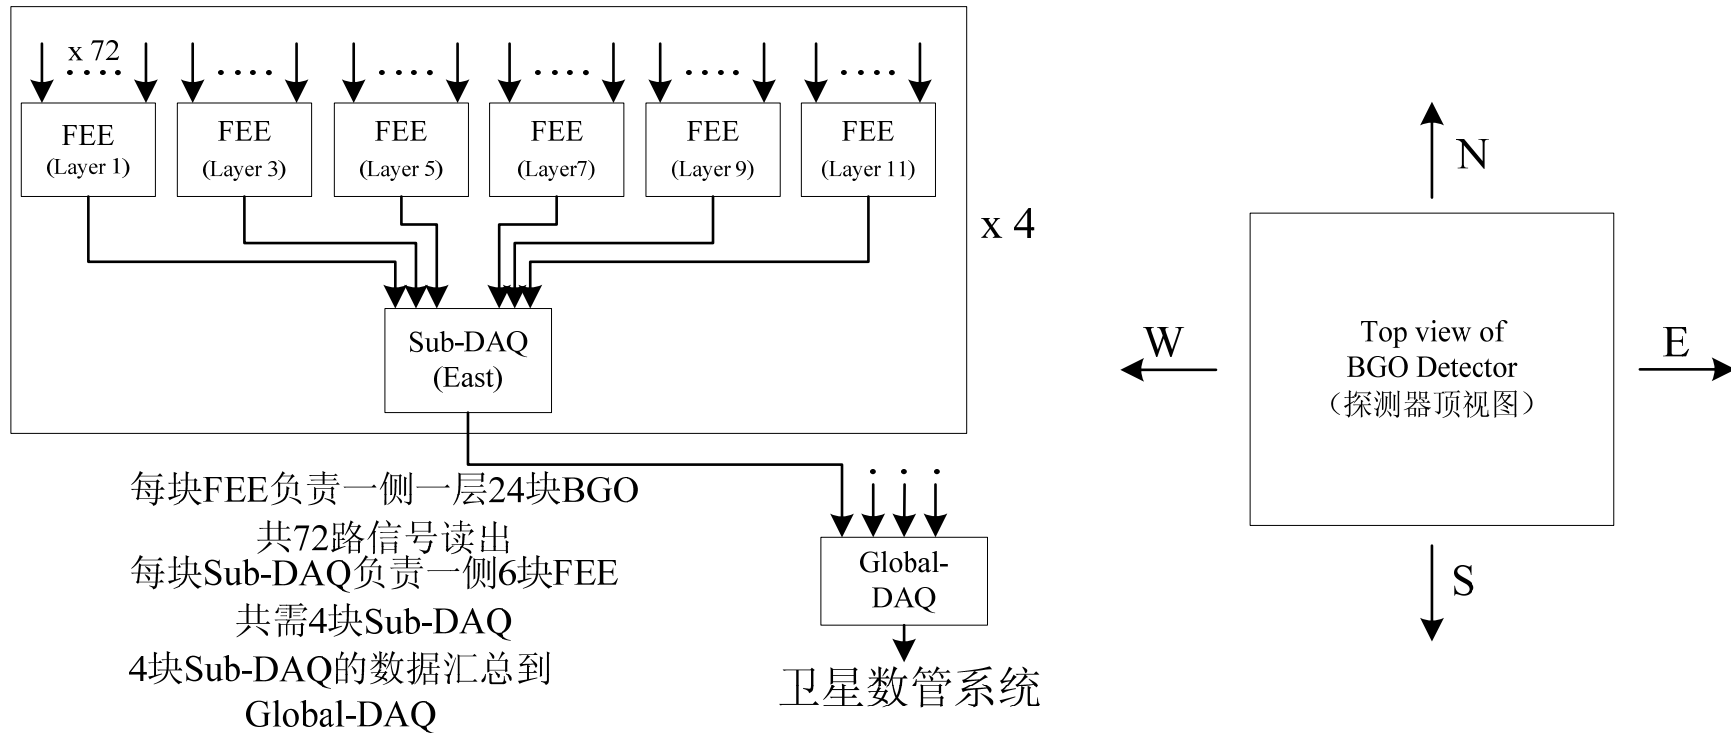 x 72
FEE
(Layer 1)
FEE
(Layer 3)
FEE
(Layer 5)
FEE
(Layer7)
FEE
(Layer 9)
FEE
(Layer 11)
x 4
Sub-DAQ
(East)
每块FEE负责一侧一层24块BGO
共72路信号读出
每块Sub-DAQ负责一侧6块FEE
共需4块Sub-DAQ
4块Sub-DAQ的数据汇总到
Global-DAQ
Global-
DAQ
卫星数管系统
N
W
E
S
Top view of
BGO Detector
（探测器顶视图）